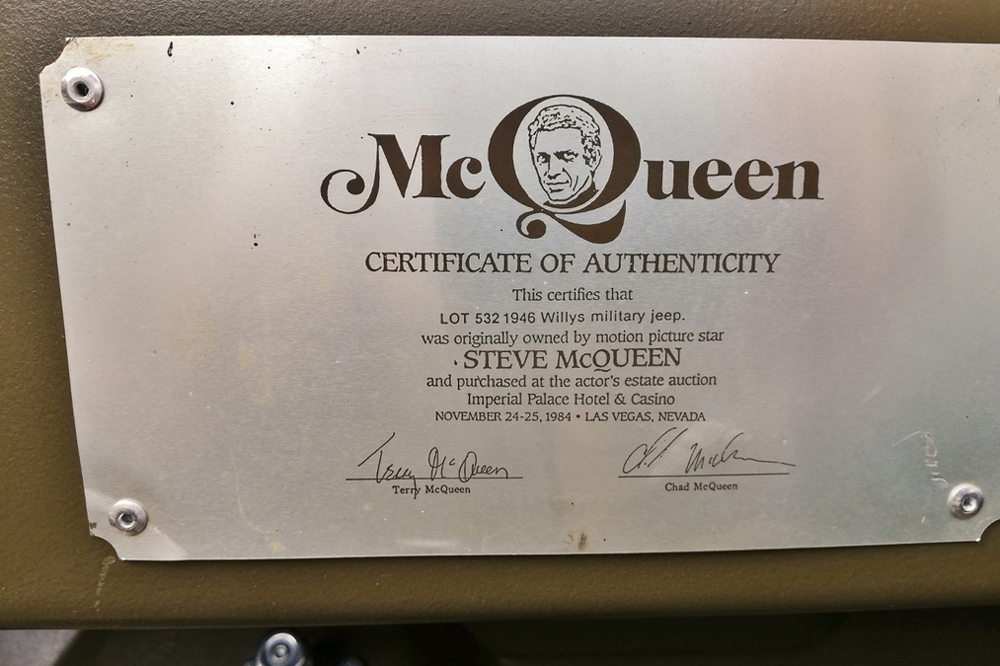 McQueen
CERTIFICATE OF AUTHENTICITY
This certifies that
LOT 532 1946 Willys military jeep.
was originally owned by motion picture star
STEVE McQUEEN
and purchased at the actor's estate auction
Imperial Palace Hotel & Casino
NOVEMBER 24-25, 1984 • LAS VEGAS, NEVADA
Terry McQueen
Terry McQueen
Chad McQueen